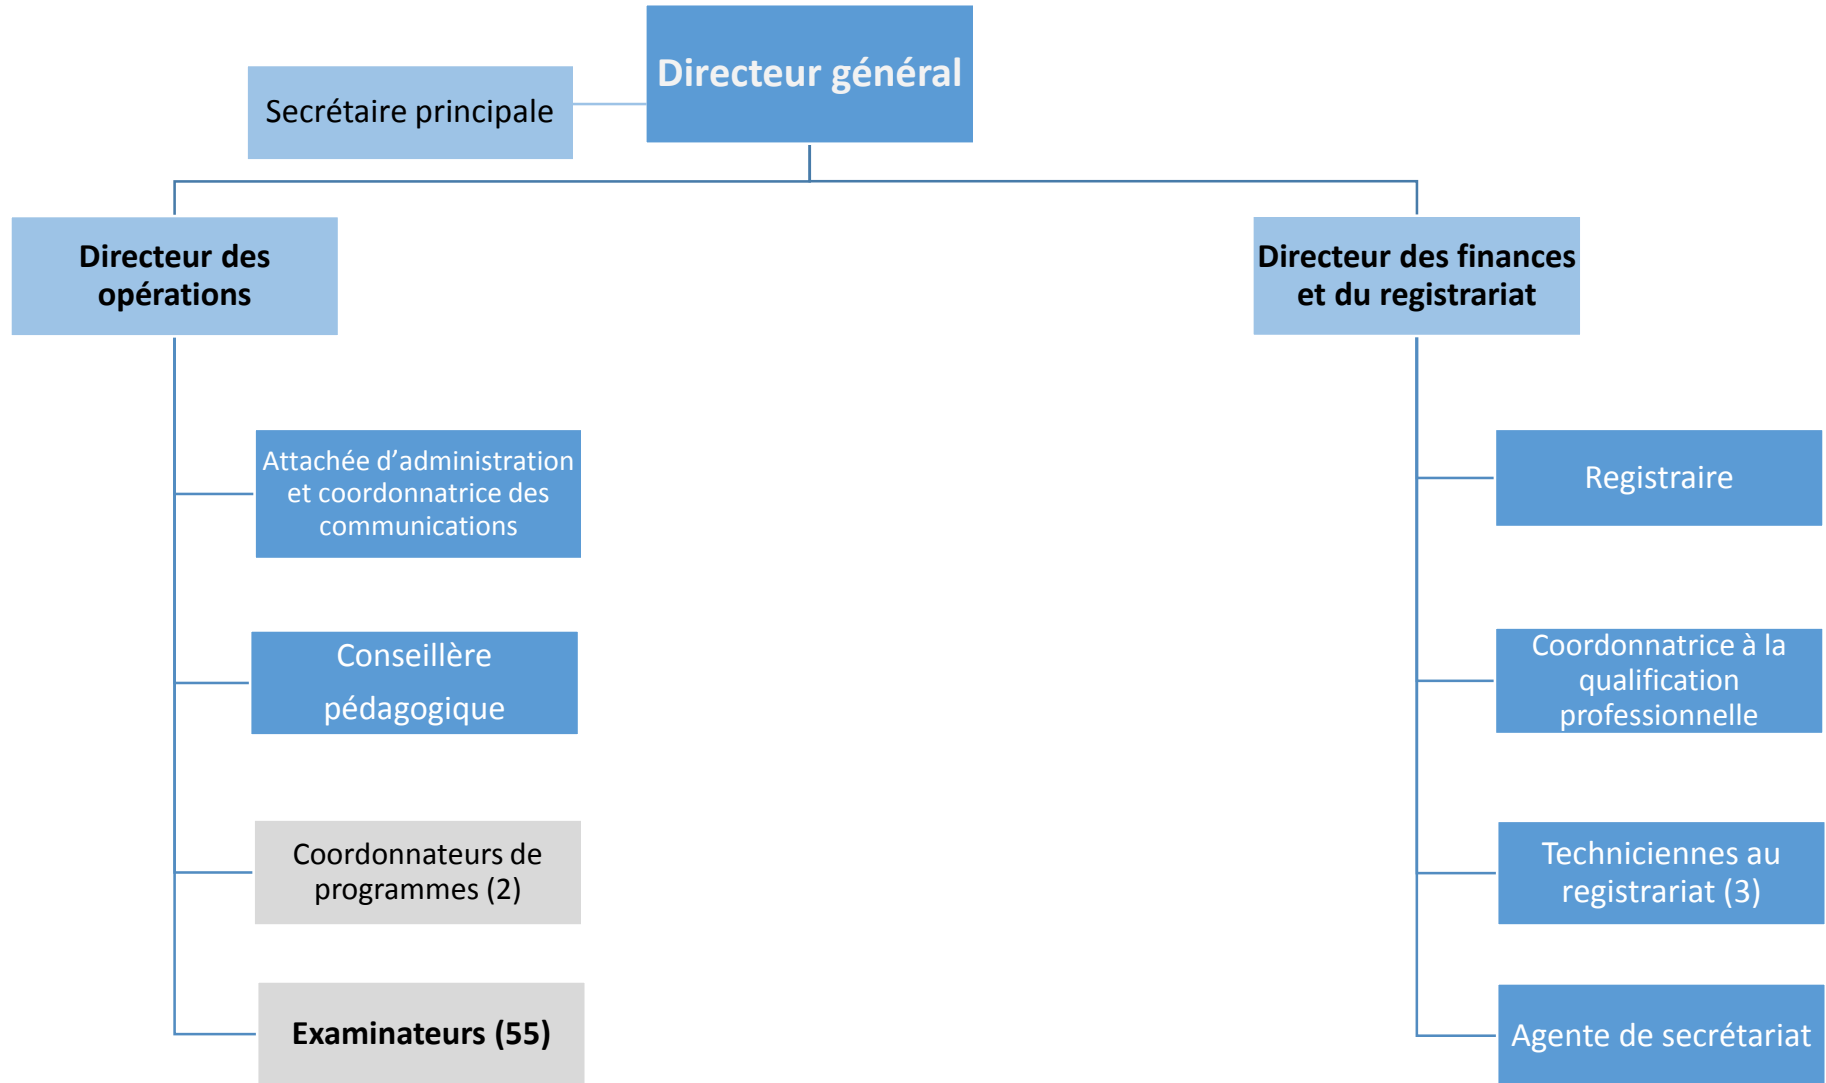 Directeur général
Secrétaire principale
Directeur des
opérations
Directeur des finances
et du registrariat
Attachée d’administration
et coordonnatrice des
communications
Conseillère
pédagogique
Coordonnateurs de
programmes (2)
Examinateurs (55)
Registraire
Coordonnatrice à la
qualification
professionnelle
Techniciennes au
registrariat (3)
Agente de secrétariat